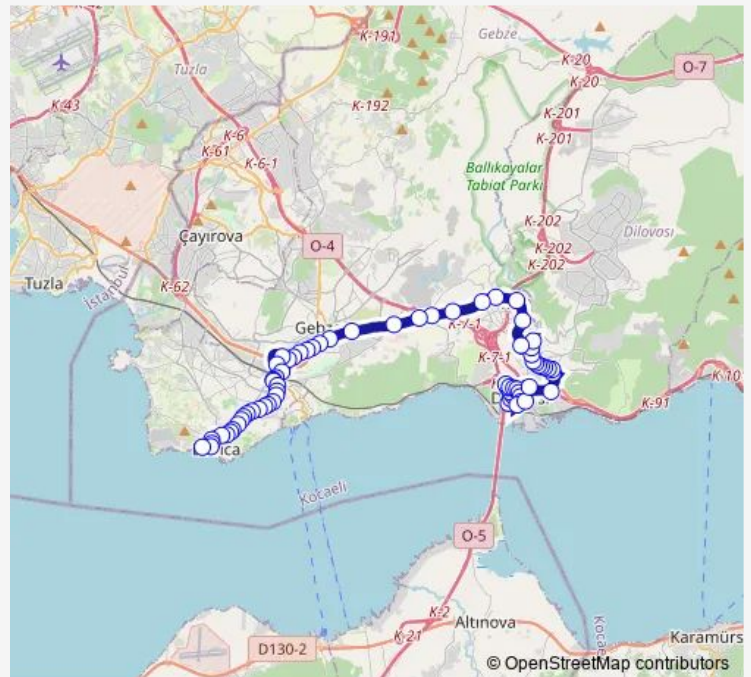 K-42
K-191
Gebze
K-20
O-7
K-20
Tuzla
K-43
K-192
K-201
K-6
K-61
K-201
K-6-1
Ballıkayalar
Tabiat Parkı
K-202
Çayırova
O-4
K-202
Dilovası
K-202
Tuzla
İstanbul
K-62
Gebz
K-7-1
K-7-1
K-10
K-91
ıca
Kocaeli
O-5
K-2
Altınova
K-21
Karamürs
D130-2
© OpenStreetMap contributors